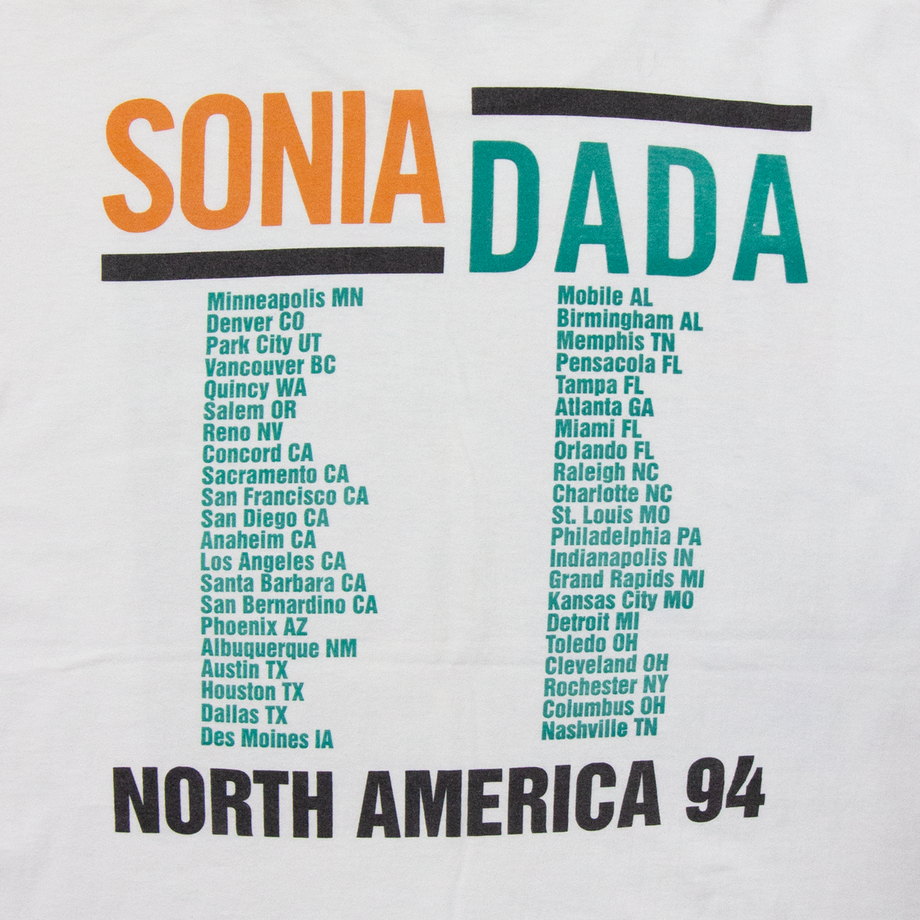 SONIA DADA
Minneapolis MN
Denver CO
Park City UT
Vancouver BC
Quincy WA
Salem OR
Reno NV
Concord CA
Sacramento CA
San Francisco CA
San Diego CA
Anaheim CA
Los Angeles CA
Santa Barbara CA
San Bernardino CA
Phoenix AZ
Albuquerque NM
Austin TX
Houston TX
Dallas TX
Des Moines IA
Mobile AL
Birmingham AL
Memphis TN
Pensacola FL
Tampa FL
Atlanta GA
Miami FL
Orlando FL
Raleigh NC
Charlotte NC
St. Louis MO
Philadelphia PA
Indianapolis IN
Grand Rapids MI
Kansas City MO
Detroit MI
Toledo OH
Cleveland OH
Rochester NY
Columbus OH
Nashville TN
NORTH AMERICA 94